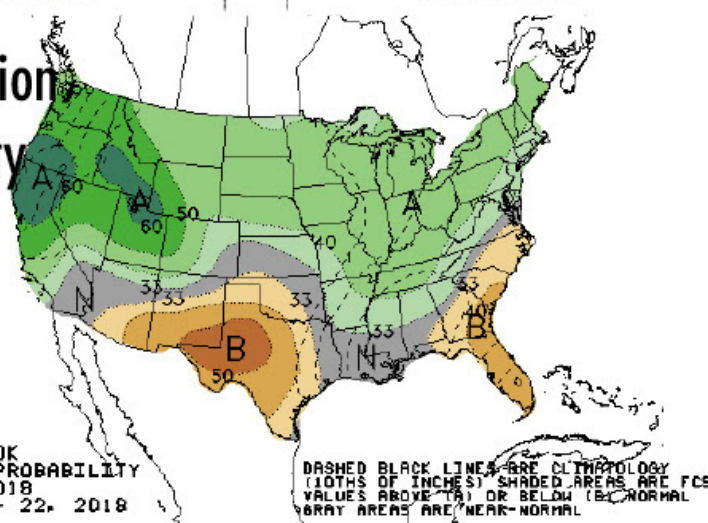 ion,
ry
A
60
A
60
50
A
40
33
33
33
33
N
N
33
40
B
B
50
OK
PROBABILITY
018
22, 2018
DASHED BLACK LINES ARE CLIMATOLOGY
(10THS OF INCHES) SHADED AREAS ARE FCS
VALUES ABOVE (A) OR BELOW (B) NORMAL
GRAY AREAS ARE NEAR-NORMAL